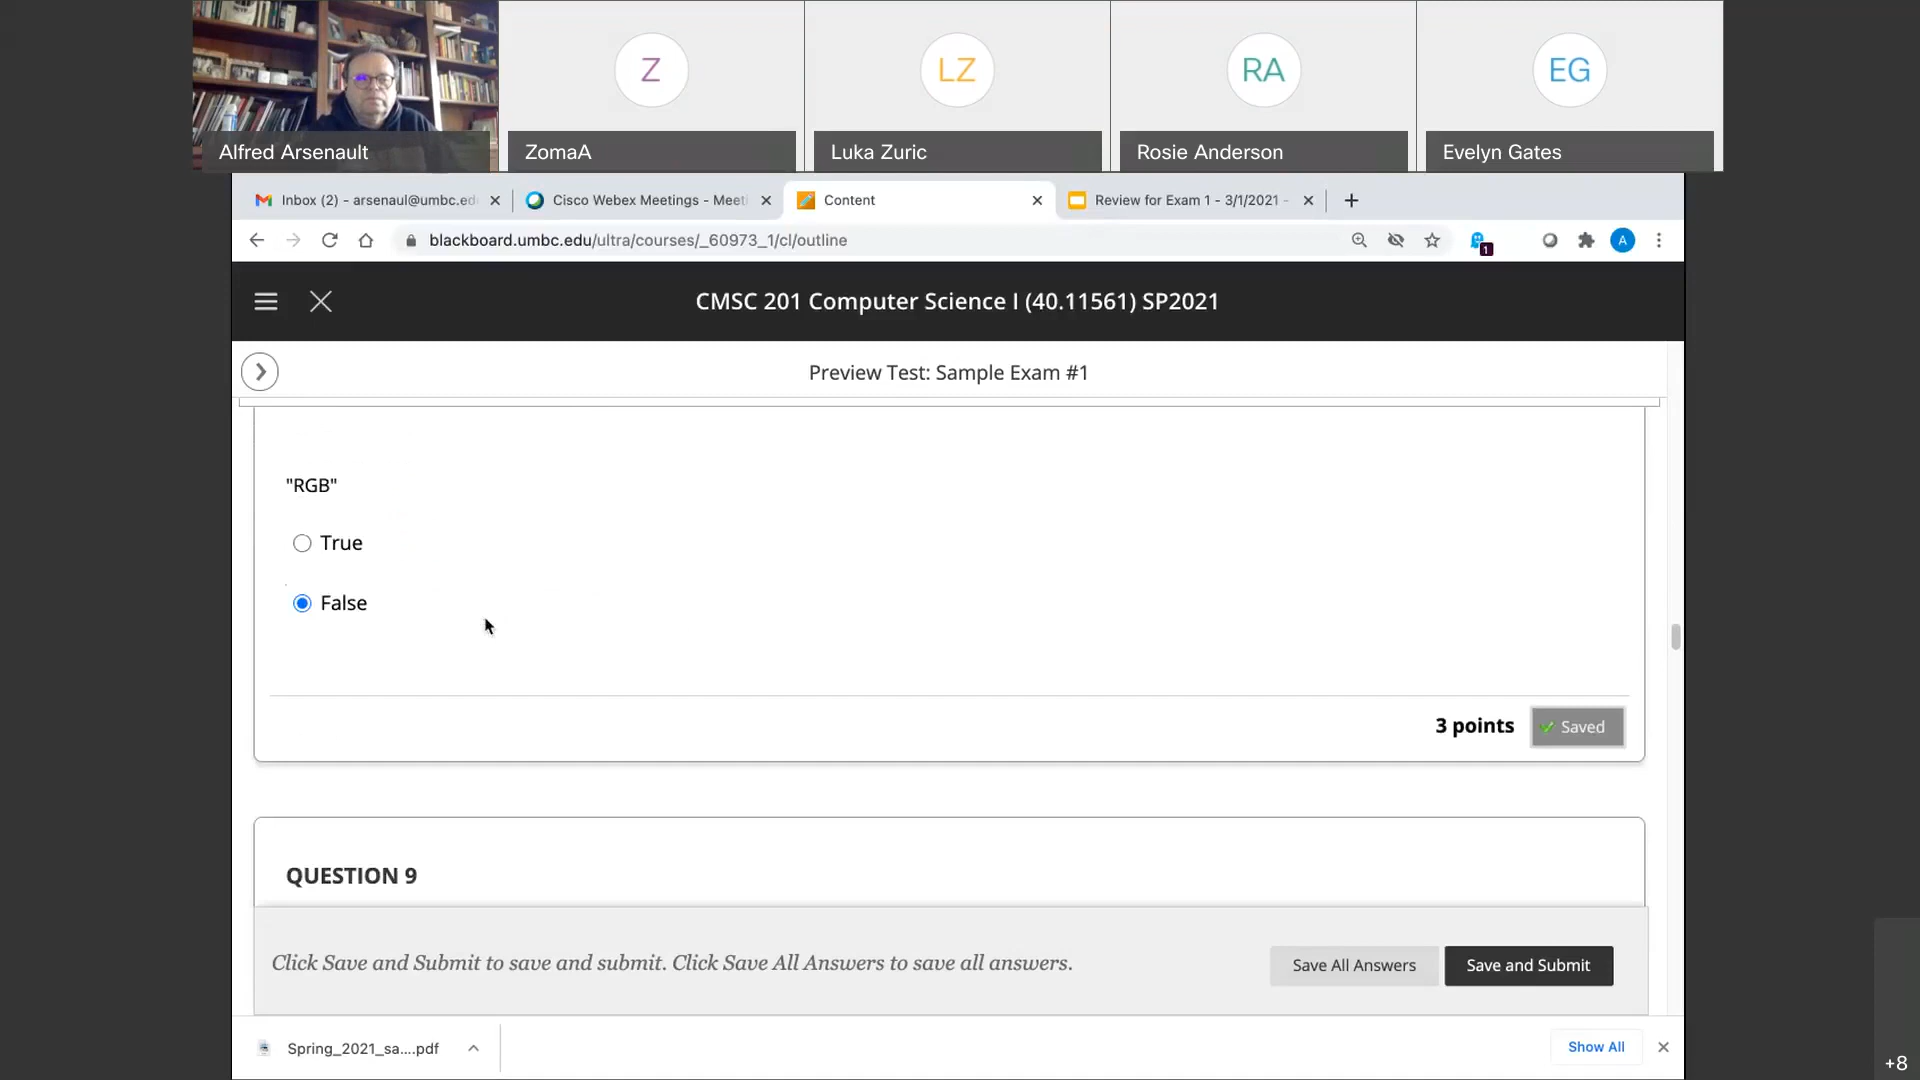 Z
LZ
RA
EG
Alfred Arsenault
ZomaA
Luka Zuric
Rosie Anderson
Evelyn Gates
Inbox (2) - arsenaul@umbc.ed
Cisco Webex Meetings - Meeti
Content
Review for Exam 1 - 3/1/2021 -
blackboard.umbc.edu/ultra/courses/_60973_1/cl/outline
1
A
CMSC 201 Computer Science I (40.11561) SP2021
Preview Test: Sample Exam #1
"RGB"
True
False
3 points
Saved
QUESTION 9
Click Save and Submit to save and submit. Click Save All Answers to save all answers.
Save All Answers
Save and Submit
Spring_2021_sa....pdf
Show All
+8